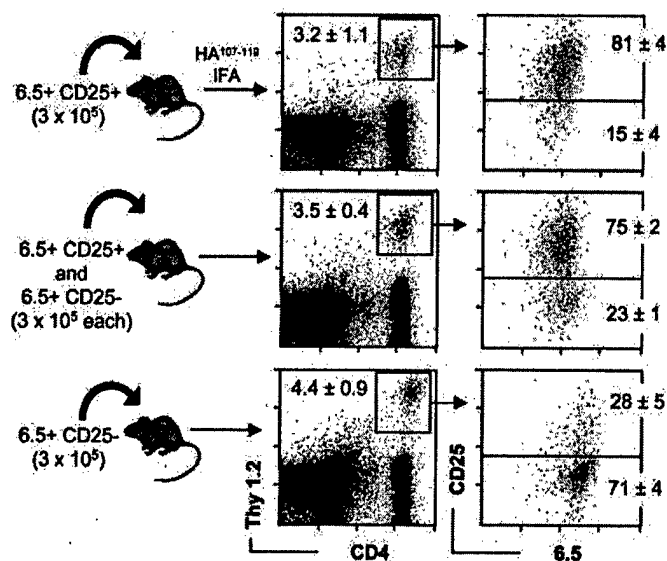 6.5+ CD25+
(3 x 10⁵)
HA¹⁰⁷⁻¹¹⁹
IFA
3.2 ± 1.1
81 ± 4
15 ± 4
6.5+ CD25+
and
6.5+ CD25-
(3 x 10⁵ each)
3.5 ± 0.4
75 ± 2
23 ± 1
6.5+ CD25-
(3 x 10⁵)
4.4 ± 0.9
28 ± 5
71 ± 4
Thy 1.2
CD4
CD25
6.5